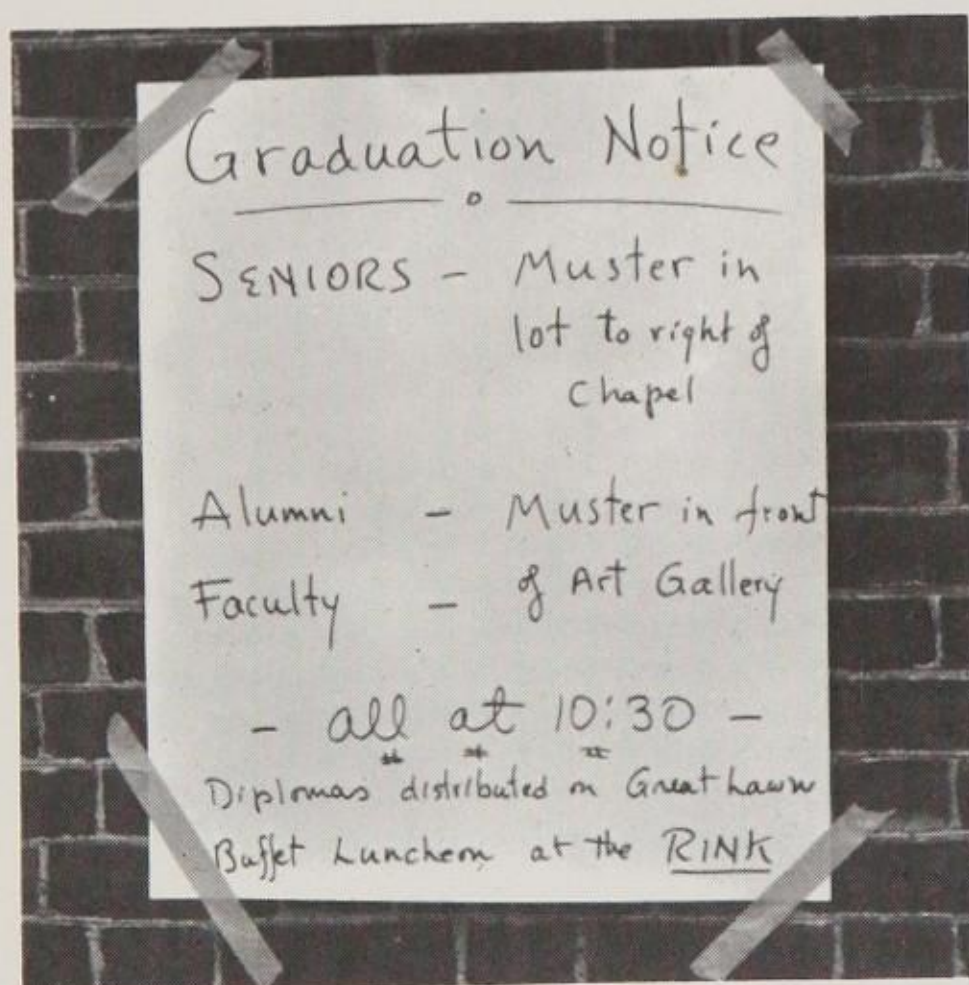 Graduation Notice
SENIORS - Muster in
lot to right of
Chapel
Alumni - Muster in front
Faculty - of Art Gallery
- all at 10:30 -
Diplomas distributed on Great Lawn
Buffet Luncheon at the RINK